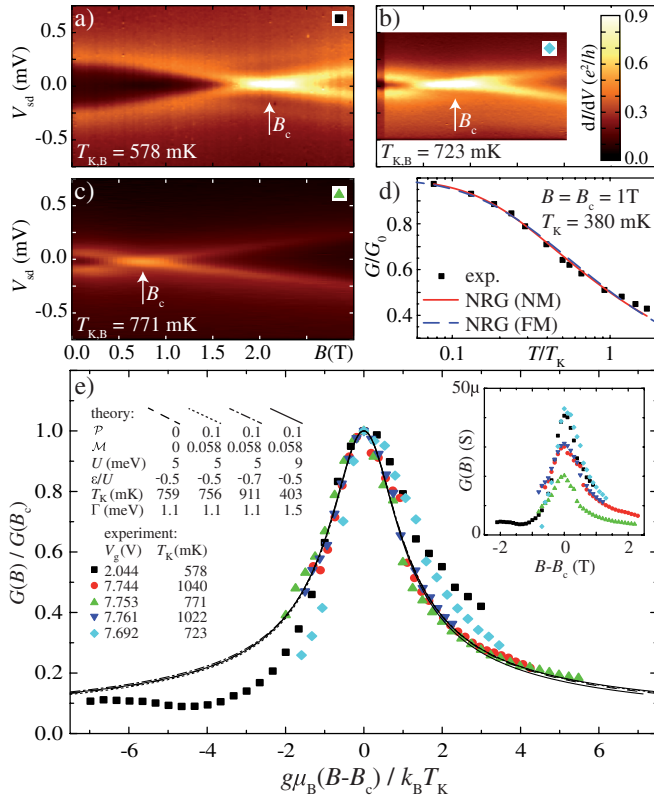 a)
b)
V_sd (mV)
0.5
0.0
-0.5
B_c
T_K,B = 578 mK
B_c
T_K,B = 723 mK
0.9
0.6
0.3
0.0
dI/dV (e²/h)
c)
V_sd (mV)
0.5
0.0
-0.5
B_c
T_K,B = 771 mK
0.0 1.0 2.0 B(T)
d)
G/G_0
0.8
0.6
0.4
B = B_c = 1T
T_K = 380 mK
exp.
NRG (NM)
NRG (FM)
0.1 T/T_K 1
e)
G(B) / G(B_c)
1.0
0.8
0.6
0.4
0.2
0.0
theory:
𝒫 0 0.1 0.1 0.1
ℳ 0 0.058 0.058 0.058
U (meV) 5 5 5 9
ε/U -0.5 -0.5 -0.7 -0.5
T_K (mK) 759 756 911 403
Γ (meV) 1.1 1.1 1.1 1.5
experiment:
V_g(V) T_K(mK)
2.044 578
7.744 1040
7.753 771
7.761 1022
7.692 723
50µ
G(B) (S)
0
-2 -1 0 1 2
B-B_c (T)
-6 -4 -2 0 2 4 6
gµ_B(B-B_c) / k_BT_K